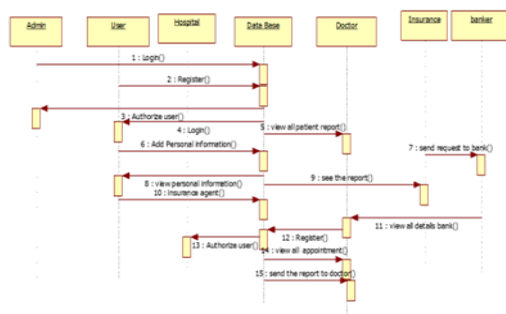 Admin
User
Hospital
Data Base
Doctor
Insurance
banker
1 : Login()
2 : Register()
3 : Authorize user()
4 : Login()
5 : view all patient report()
6 : Add Personal information()
7 : send request to bank()
8 : view personal information()
9 : see the report()
10 : Insurance agent()
11 : view all details bank()
12 : Register()
13 : Authorize user()
14 : view all appointment()
15 : send the report to doctor()